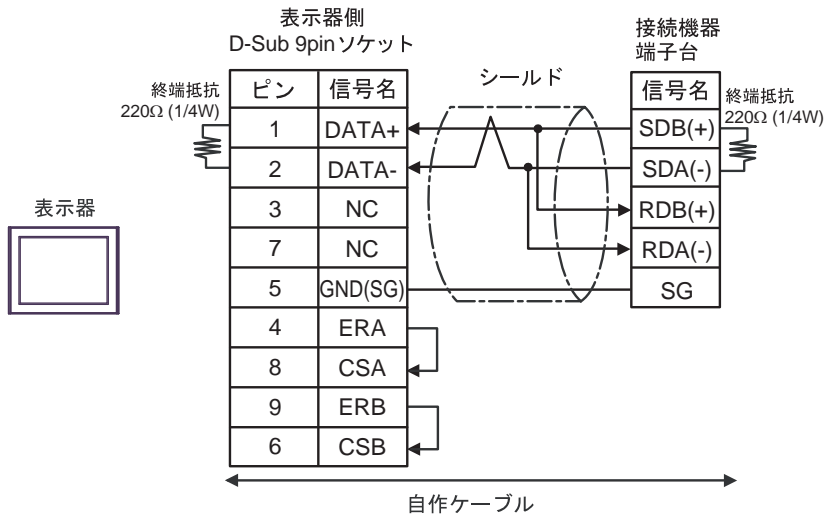 表示器側
D-Sub 9pinソケット
接続機器
端子台
終端抵抗
220Ω (1/4W)
ピン 信号名
1 DATA+
2 DATA-
3 NC
7 NC
5 GND(SG)
4 ERA
8 CSA
9 ERB
6 CSB
シールド
信号名
SDB(+)
SDA(-)
RDB(+)
RDA(-)
SG
終端抵抗
220Ω (1/4W)
表示器
自作ケーブル